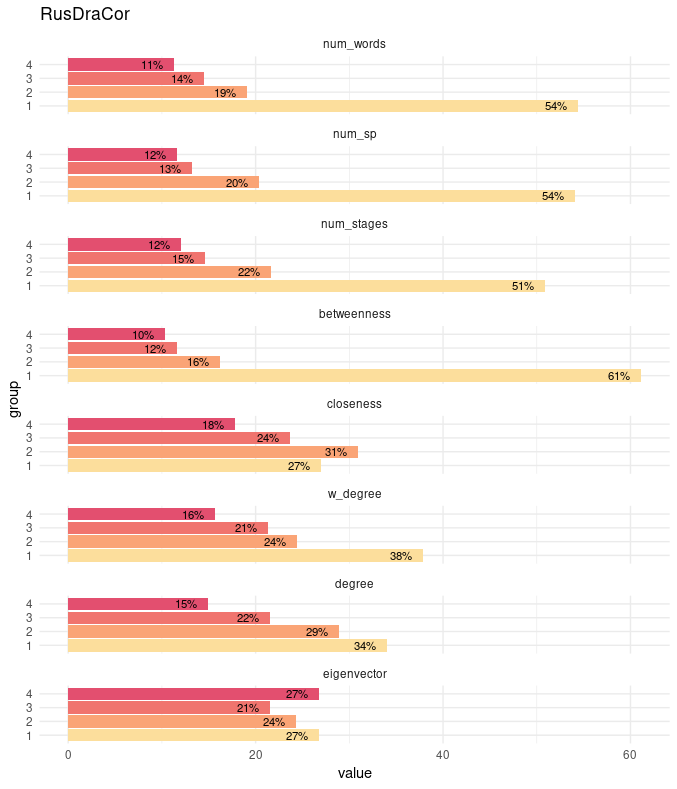 RusDraCor
num_words
4 11%
3 14%
2 19%
1 54%
num_sp
4 12%
3 13%
2 20%
1 54%
num_stages
4 12%
3 15%
2 22%
1 51%
betweenness
4 10%
3 12%
2 16%
1 61%
closeness
4 18%
3 24%
2 31%
1 27%
w_degree
4 16%
3 21%
2 24%
1 38%
degree
4 15%
3 22%
2 29%
1 34%
eigenvector
4 27%
3 21%
2 24%
1 27%
0 20 40 60
value
group